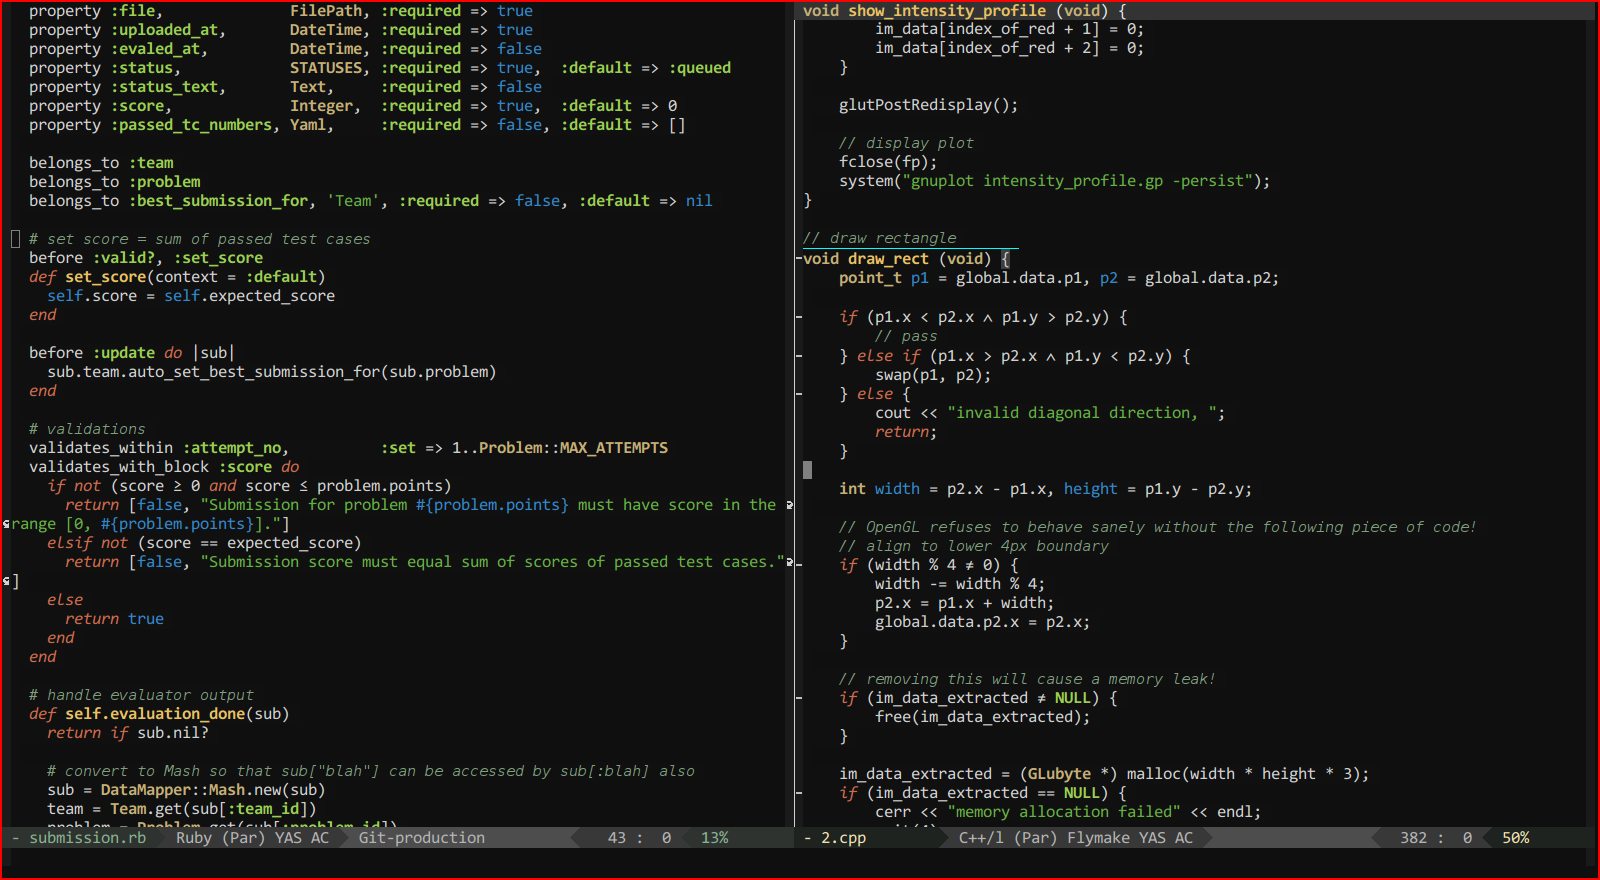 property :file,              FilePath, :required => true
property :uploaded_at,       DateTime, :required => true
property :evaled_at,         DateTime, :required => false
property :status,            STATUSES, :required => true,  :default => :queued
property :status_text,       Text,     :required => false
property :score,             Integer,  :required => true,  :default => 0
property :passed_tc_numbers, Yaml,     :required => false, :default => []

belongs_to :team
belongs_to :problem
belongs_to :best_submission_for, 'Team', :required => false, :default => nil

# set score = sum of passed test cases
before :valid?, :set_score
def set_score(context = :default)
  self.score = self.expected_score
end

before :update do |sub|
  sub.team.auto_set_best_submission_for(sub.problem)
end

# validations
validates_within :attempt_no,          :set => 1..Problem::MAX_ATTEMPTS
validates_with_block :score do
  if not (score ≥ 0 and score ≤ problem.points)
    return [false, "Submission for problem #{problem.points} must have score in the
range [0, #{problem.points}]."]
  elsif not (score == expected_score)
    return [false, "Submission score must equal sum of scores of passed test cases."
]
  else
    return true
  end
end

# handle evaluator output
def self.evaluation_done(sub)
  return if sub.nil?

  # convert to Mash so that sub["blah"] can be accessed by sub[:blah] also
  sub = DataMapper::Mash.new(sub)
  team = Team.get(sub[:team_id])
  problem = Problem.get(sub[:problem_id])
- submission.rb   Ruby (Par) YAS AC   Git-production   43 :  0   13%
void show_intensity_profile (void) {
        im_data[index_of_red + 1] = 0;
        im_data[index_of_red + 2] = 0;
    }

    glutPostRedisplay();

    // display plot
    fclose(fp);
    system("gnuplot intensity_profile.gp -persist");
}

// draw rectangle
void draw_rect (void) {
    point_t p1 = global.data.p1, p2 = global.data.p2;

    if (p1.x < p2.x ∧ p1.y > p2.y) {
        // pass
    } else if (p1.x > p2.x ∧ p1.y < p2.y) {
        swap(p1, p2);
    } else {
        cout << "invalid diagonal direction, ";
        return;
    }

    int width = p2.x - p1.x, height = p1.y - p2.y;

    // OpenGL refuses to behave sanely without the following piece of code!
    // align to lower 4px boundary
    if (width % 4 ≠ 0) {
        width -= width % 4;
        p2.x = p1.x + width;
        global.data.p2.x = p2.x;
    }

    // removing this will cause a memory leak!
    if (im_data_extracted ≠ NULL) {
        free(im_data_extracted);
    }

    im_data_extracted = (GLubyte *) malloc(width * height * 3);
    if (im_data_extracted == NULL) {
        cerr << "memory allocation failed" << endl;
- 2.cpp   C++/l (Par) Flymake YAS AC   382 :  0   50%